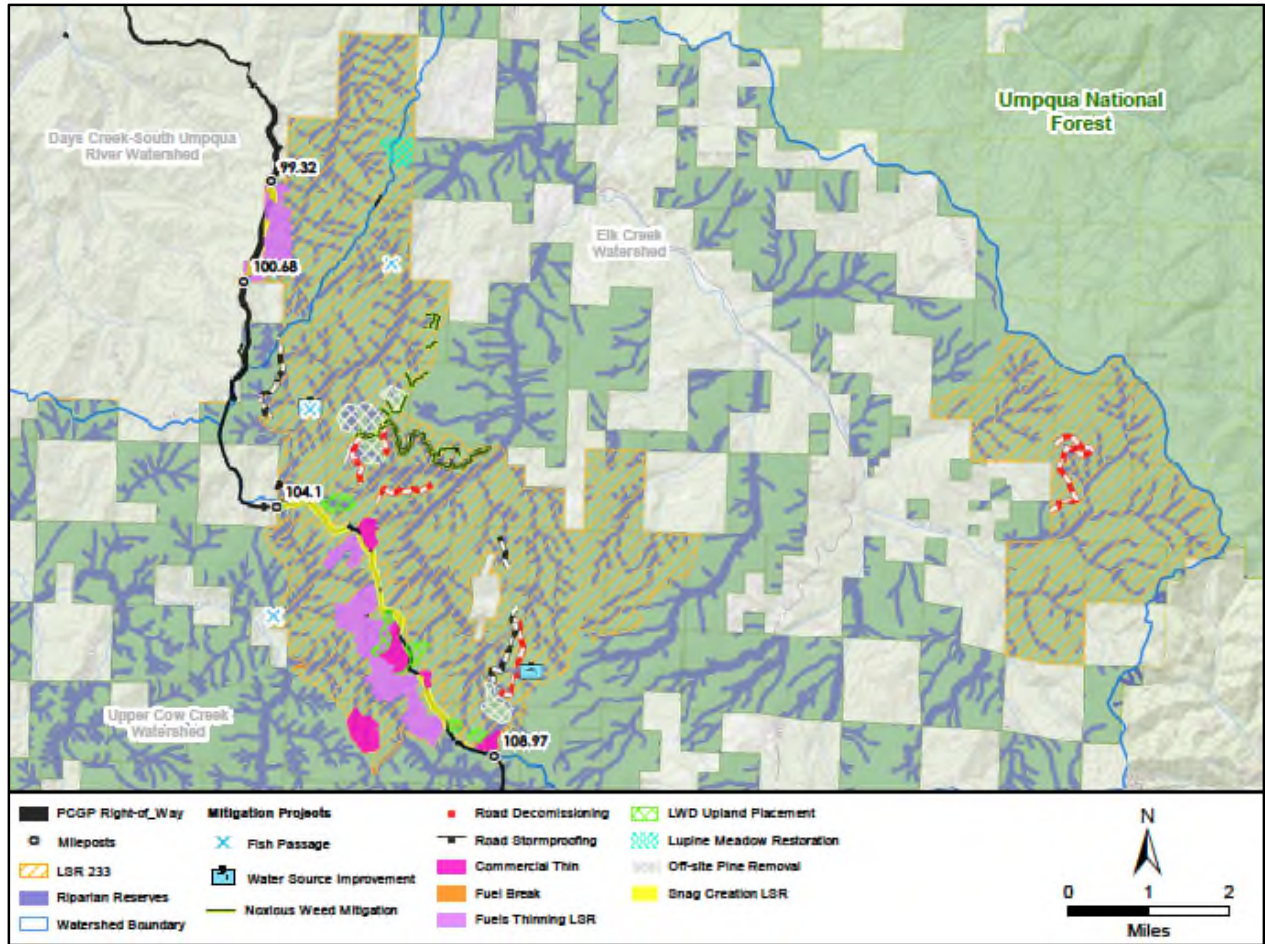 Umpqua National
Forest
Days Creek-South Umpqua
River Watershed
99.32
Elk Creek
Watershed
100.68
104.1
Upper Cow Creek
Watershed
108.97
PCGP Right-of_Way
Mileposts
LSR 233
Riparian Reserves
Watershed Boundary
Mitigation Projects
Fish Passage
Water Source Improvement
Noxious Weed Mitigation
Road Decomissioning
Road Stormproofing
Commercial Thin
Fuel Break
Fuels Thinning LSR
LWD Upland Placement
Lupine Meadow Restoration
Off-site Pine Removal
Snag Creation LSR
N
0 1 2
Miles